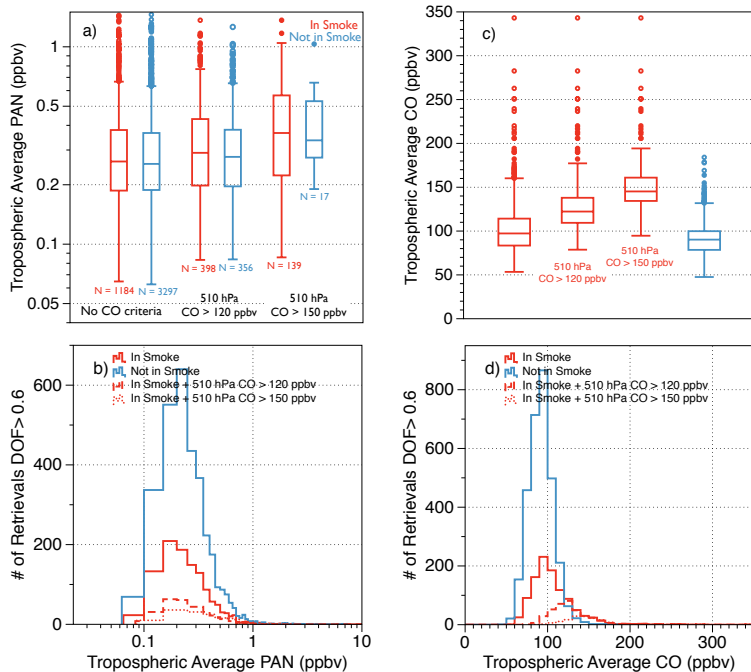 a)
In Smoke
Not in Smoke
Tropospheric Average PAN (ppbv)
1
0.5
0.2
0.1
0.05
N = 1184
N = 3297
N = 398
N = 356
N = 139
N = 17
No CO criteria
510 hPa
CO > 120 ppbv
510 hPa
CO > 150 ppbv
c)
Tropospheric Average CO (ppbv)
350
300
250
200
150
100
50
0
510 hPa
CO > 120 ppbv
510 hPa
CO > 150 ppbv
b)
In Smoke
Not in Smoke
In Smoke + 510 hPa CO > 120 ppbv
In Smoke + 510 hPa CO > 150 ppbv
# of Retrievals DOF> 0.6
600
400
200
0
0.1
1
10
Tropospheric Average PAN (ppbv)
d)
In Smoke
Not in Smoke
In Smoke + 510 hPa CO > 120 ppbv
In Smoke + 510 hPa CO > 150 ppbv
# of Retrievals DOF> 0.6
800
600
400
200
0
0
100
200
300
Tropospheric Average CO (ppbv)